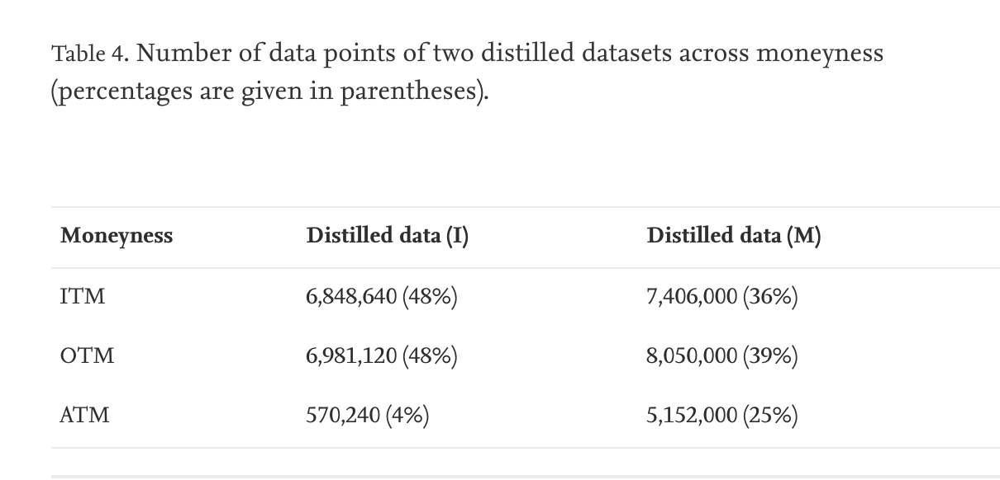 Table 4. Number of data points of two distilled datasets across moneyness
(percentages are given in parentheses).
Moneyness Distilled data (I) Distilled data (M)
ITM 6,848,640 (48%) 7,406,000 (36%)
OTM 6,981,120 (48%) 8,050,000 (39%)
ATM 570,240 (4%) 5,152,000 (25%)